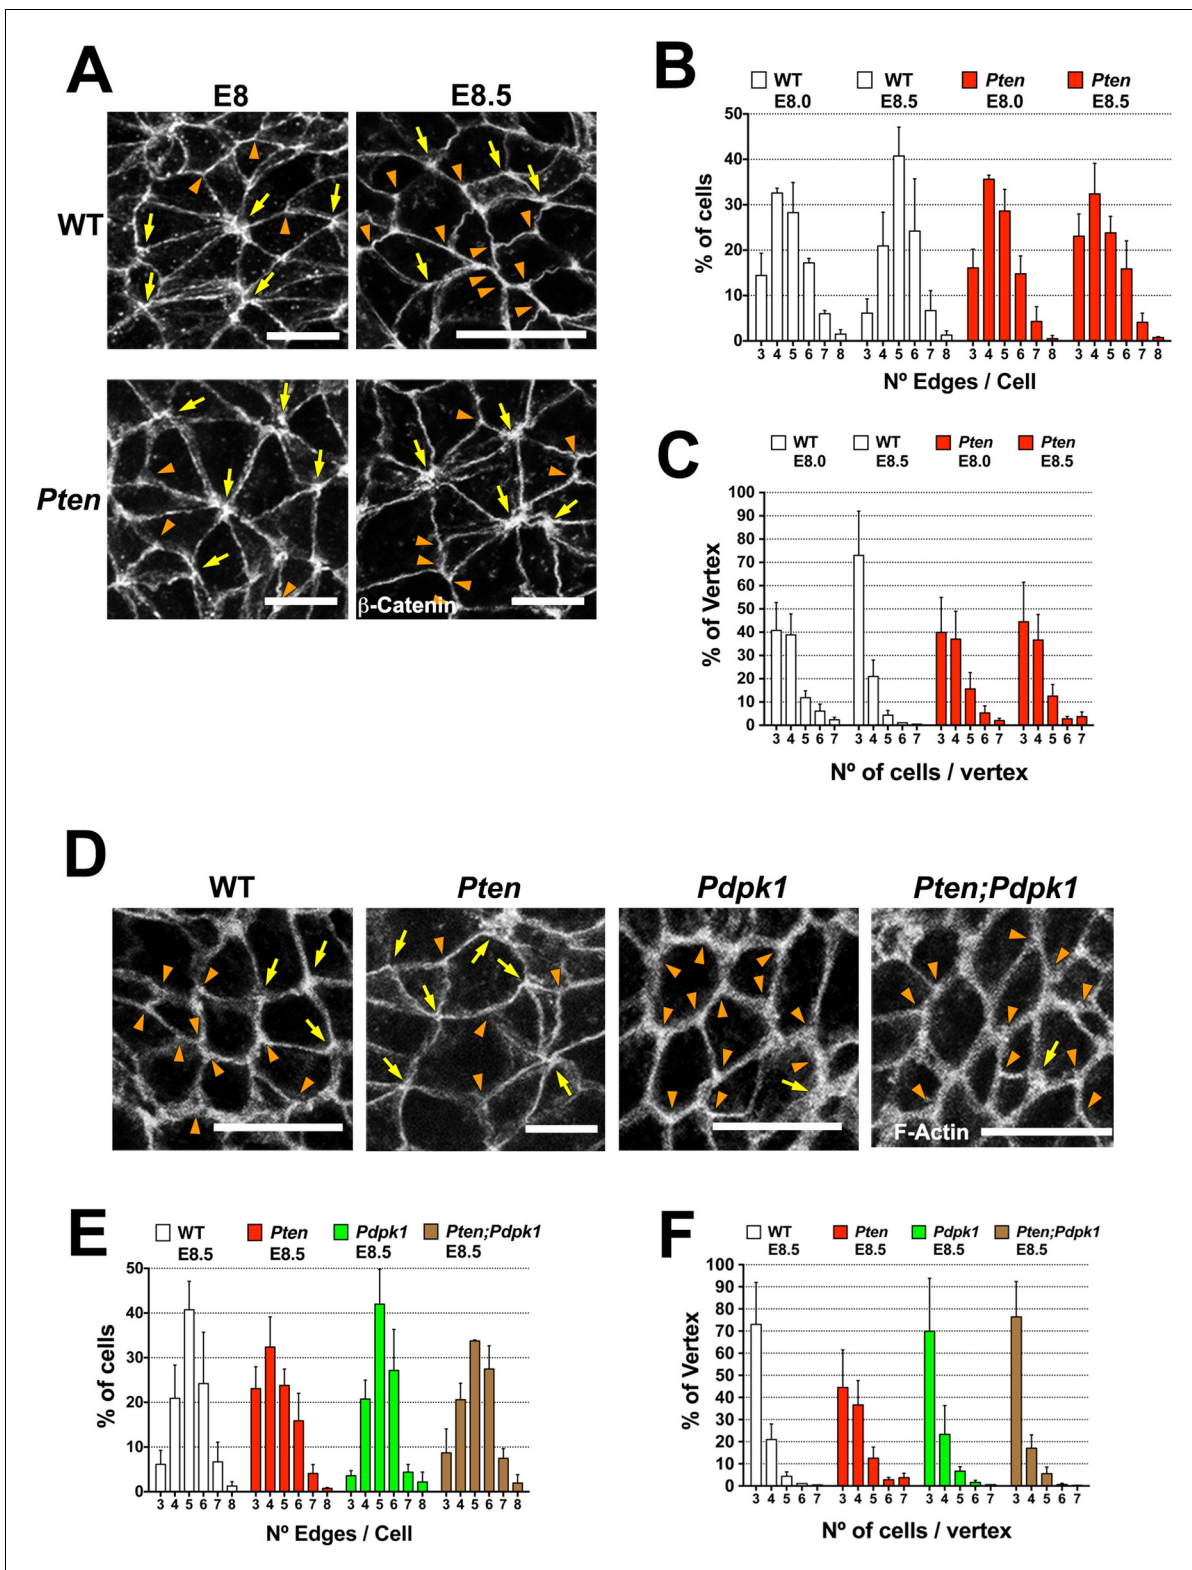 A
E8 E8.5
WT
Pten
β-Catenin
B
WT E8.0 WT E8.5 Pten E8.0 Pten E8.5
50
40
30
20
10
0
% of cells
3 4 5 6 7 8 3 4 5 6 7 8 3 4 5 6 7 8 3 4 5 6 7 8
Nº Edges / Cell
C
WT E8.0 WT E8.5 Pten E8.0 Pten E8.5
100
90
80
70
60
50
40
30
20
10
0
% of Vertex
3 4 5 6 7 3 4 5 6 7 3 4 5 6 7 3 4 5 6 7
Nº of cells / vertex
D
WT Pten Pdpk1 Pten;Pdpk1
F-Actin
E
WT E8.5 Pten E8.5 Pdpk1 E8.5 Pten;Pdpk1 E8.5
50
40
30
20
10
0
% of cells
3 4 5 6 7 8 3 4 5 6 7 8 3 4 5 6 7 8 3 4 5 6 7 8
Nº Edges / Cell
F
WT E8.5 Pten E8.5 Pdpk1 E8.5 Pten;Pdpk1 E8.5
100
90
80
70
60
50
40
30
20
10
0
% of Vertex
3 4 5 6 7 3 4 5 6 7 3 4 5 6 7 3 4 5 6 7
Nº of cells / vertex